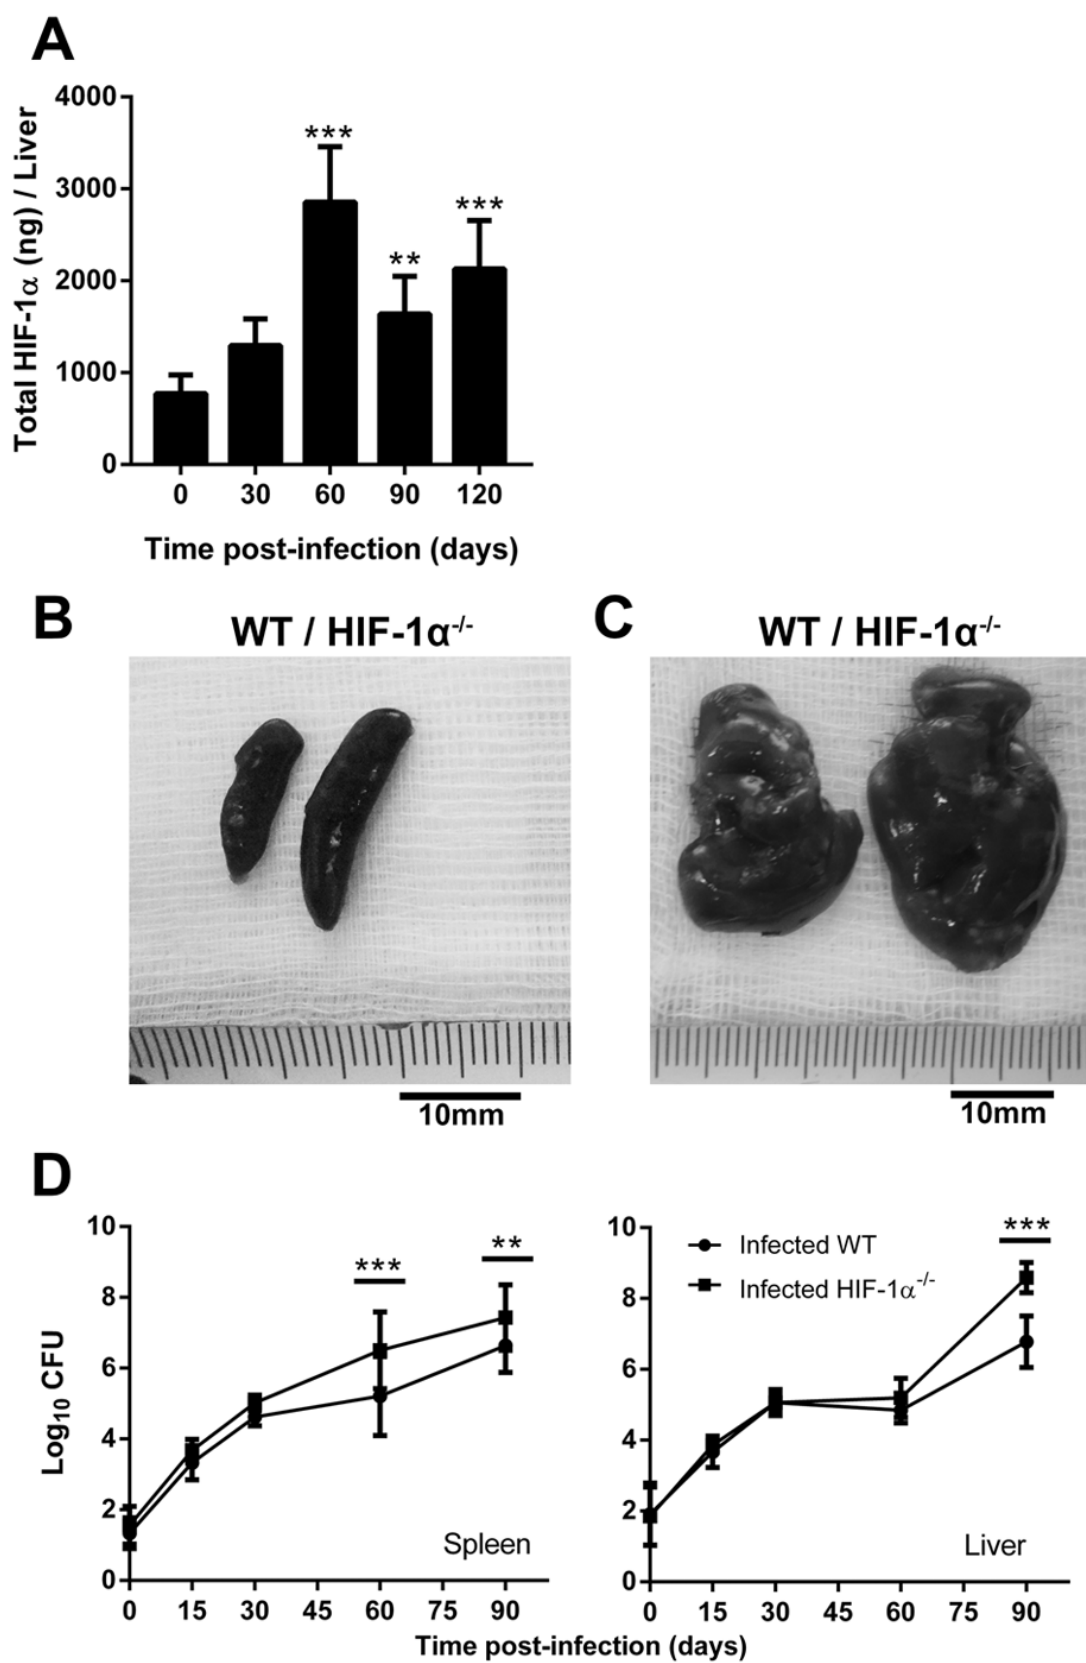 A
4000
3000
2000
1000
0
Total HIF-1α (ng) / Liver
***
**
***
0 30 60 90 120
Time post-infection (days)
B
WT / HIF-1α-/-
10mm
C
WT / HIF-1α-/-
10mm
D
10
8
6
4
2
0
Log10 CFU
***
**
Spleen
0 15 30 45 60 75 90
10
8
6
4
2
0
Infected WT
Infected HIF-1α-/-
***
Liver
0 15 30 45 60 75 90
Time post-infection (days)